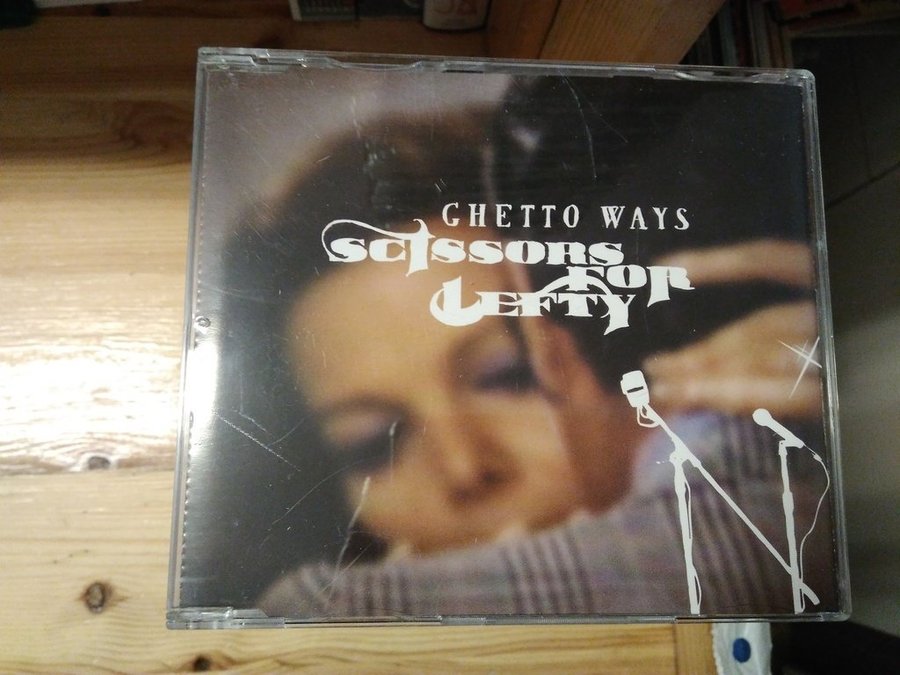 GHETTO WAYS
SCISSORS
FOR
LEFTY